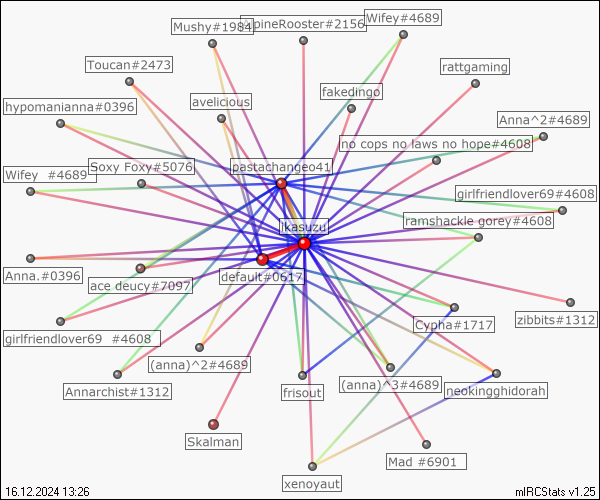 Mushy#1984
pineRooster#2156
Wifey#4689
Toucan#2473
rattgaming
avelicious
fakedingo
hypomanianna#0396
Anna^2#4689
no cops no laws no hope#4608
Soxy Foxy#5076
pastachangeo41
Wifey #4689
girlfriendlover69#4608
ramshackle gorey#4608
Anna.#0396
ace deucy#7097
default#0617
zibbits#1312
Cypha#1717
girlfriendlover69 #4608
(anna)^2#4689
(anna)^3#4689
Annarchist#1312
frisout
neokingghidorah
Skalman
Mad #6901
xenoyaut
16.12.2024 13:26
mIRCStats v1.25